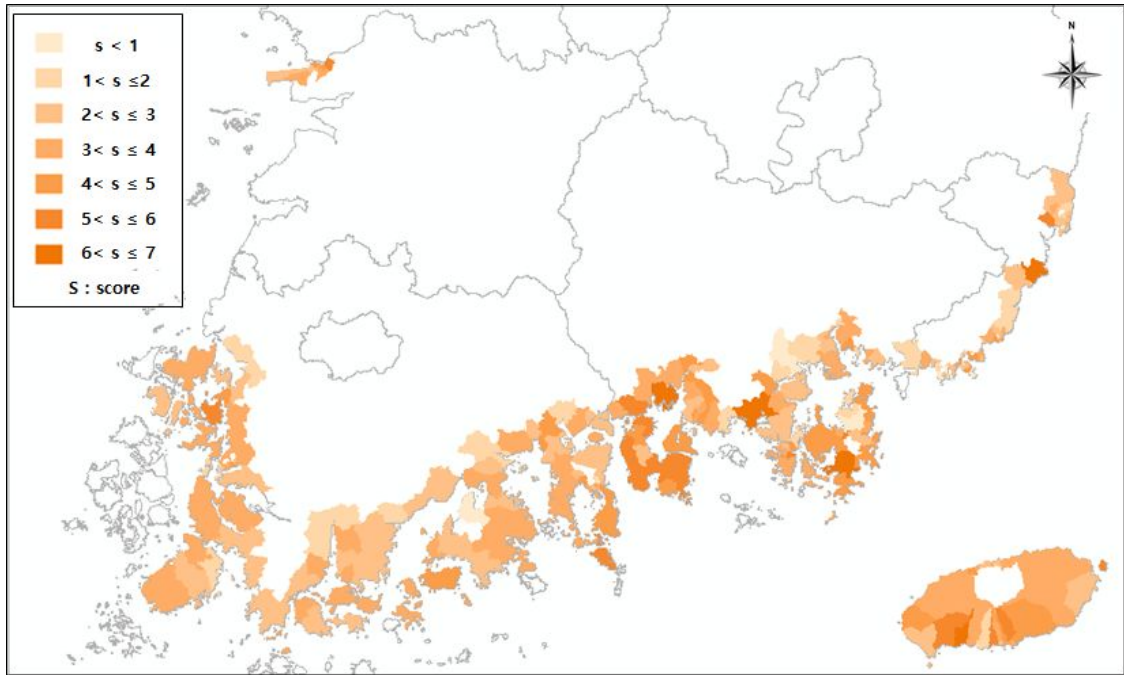 s < 1
1< s ≤2
2< s ≤ 3
3< s ≤ 4
4< s ≤ 5
5< s ≤ 6
6< s ≤ 7
S : score
N